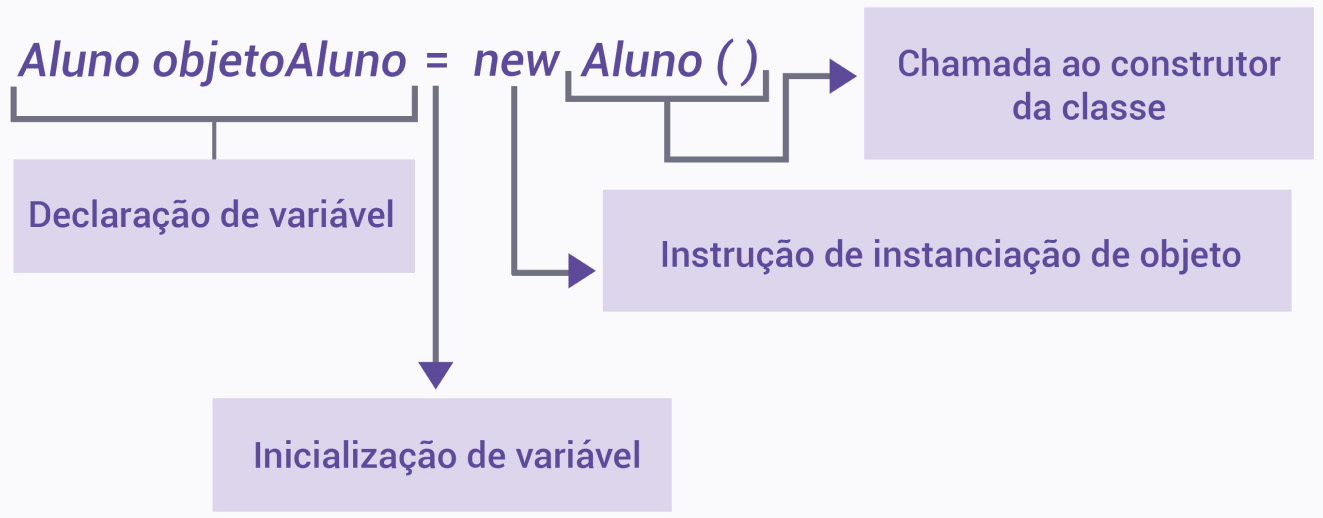 Aluno objetoAluno = new Aluno ( )
Chamada ao construtor
da classe
Declaração de variável
Instrução de instanciação de objeto
Inicialização de variável